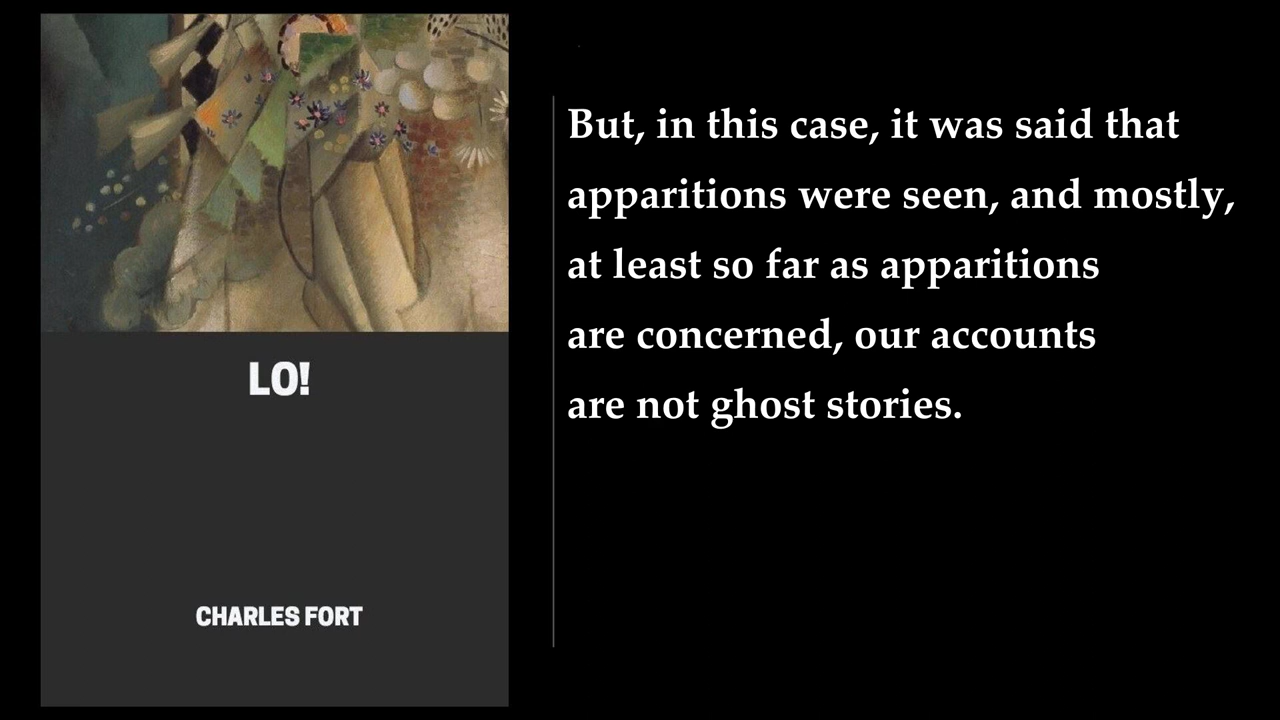 LO!
CHARLES FORT
But, in this case, it was said that
apparitions were seen, and mostly,
at least so far as apparitions
are concerned, our accounts
are not ghost stories.